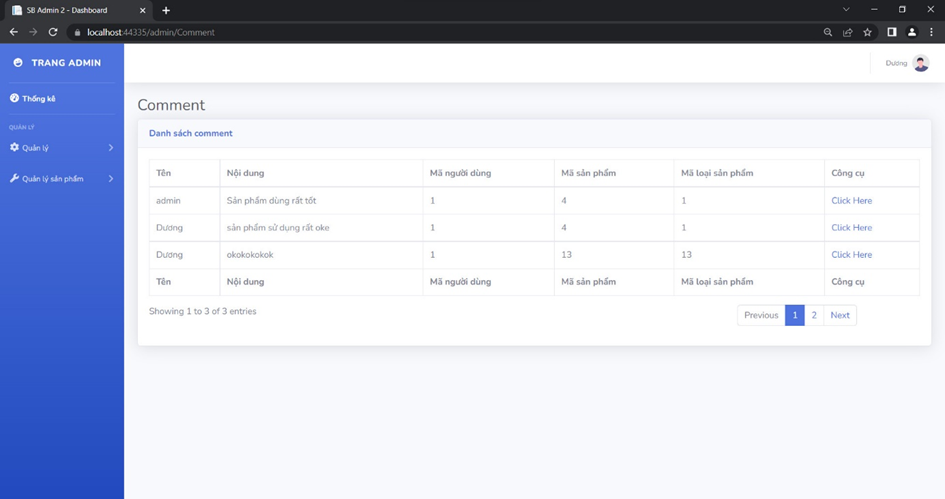 SB Admin 2 - Dashboard
localhost:44335/admin/Comment
TRANG ADMIN
Dương
Thống kê
QUẢN LÝ
Quản lý
Quản lý sản phẩm
Comment
Danh sách comment
Tên Nội dung Mã người dùng Mã sản phẩm Mã loại sản phẩm Công cụ
admin Sản phẩm dùng rất tốt 1 4 1 Click Here
Dương sản phẩm sử dụng rất oke 1 4 1 Click Here
Dương okokokokok 1 13 13 Click Here
Tên Nội dung Mã người dùng Mã sản phẩm Mã loại sản phẩm Công cụ
Showing 1 to 3 of 3 entries
Previous 1 2 Next